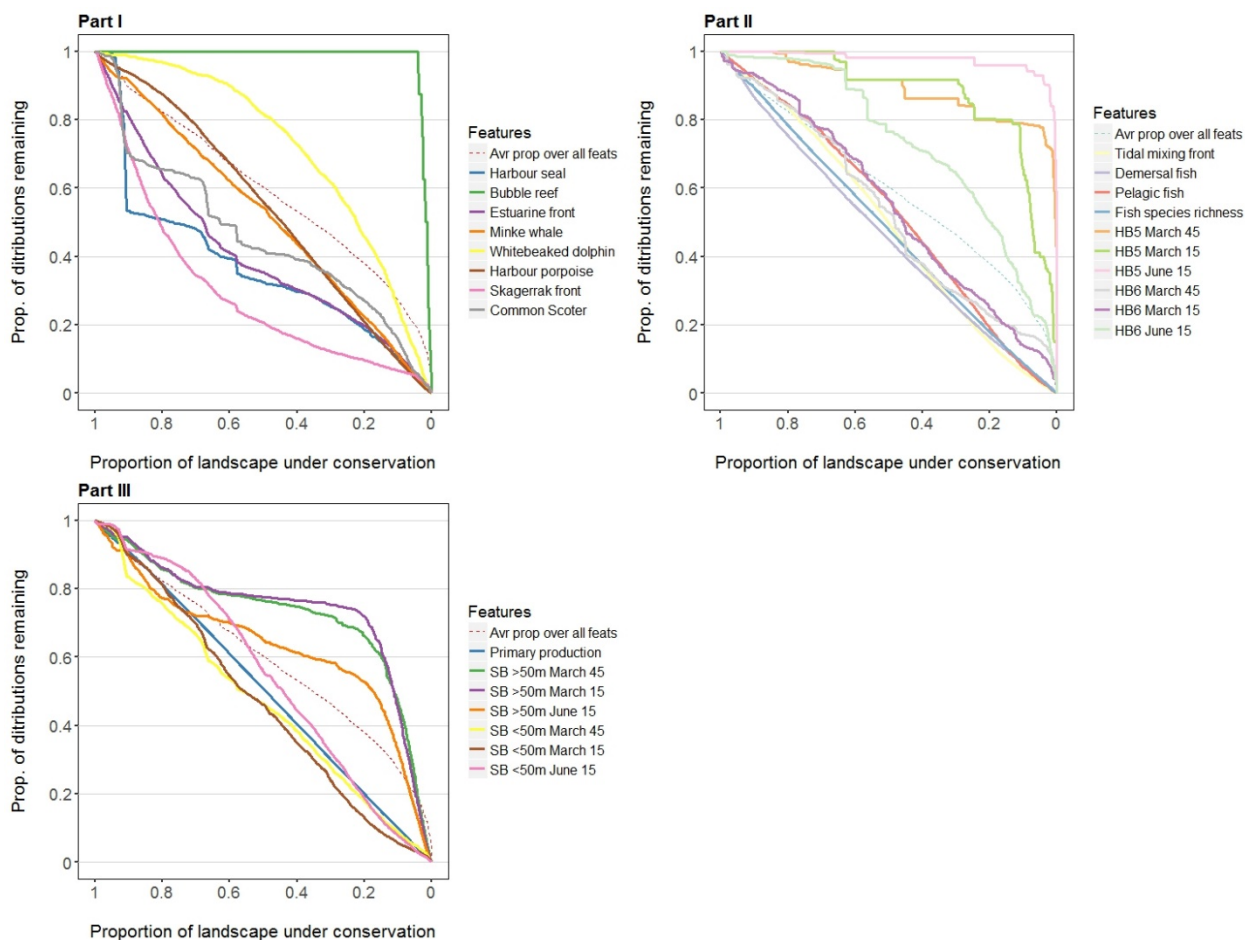 Part I
Prop. of ditributions remaining
1
0.8
0.6
0.4
0.2
0
1 0.8 0.6 0.4 0.2 0
Proportion of landscape under conservation
Features
Avr prop over all feats
Harbour seal
Bubble reef
Estuarine front
Minke whale
Whitebeaked dolphin
Harbour porpoise
Skagerrak front
Common Scoter
Part II
Prop. of ditributions remaining
1
0.8
0.6
0.4
0.2
0
1 0.8 0.6 0.4 0.2 0
Proportion of landscape under conservation
Features
Avr prop over all feats
Tidal mixing front
Demersal fish
Pelagic fish
Fish species richness
HB5 March 45
HB5 March 15
HB5 June 15
HB6 March 45
HB6 March 15
HB6 June 15
Part III
Prop. of ditributions remaining
1
0.8
0.6
0.4
0.2
0
1 0.8 0.6 0.4 0.2 0
Proportion of landscape under conservation
Features
Avr prop over all feats
Primary production
SB >50m March 45
SB >50m March 15
SB >50m June 15
SB <50m March 45
SB <50m March 15
SB <50m June 15